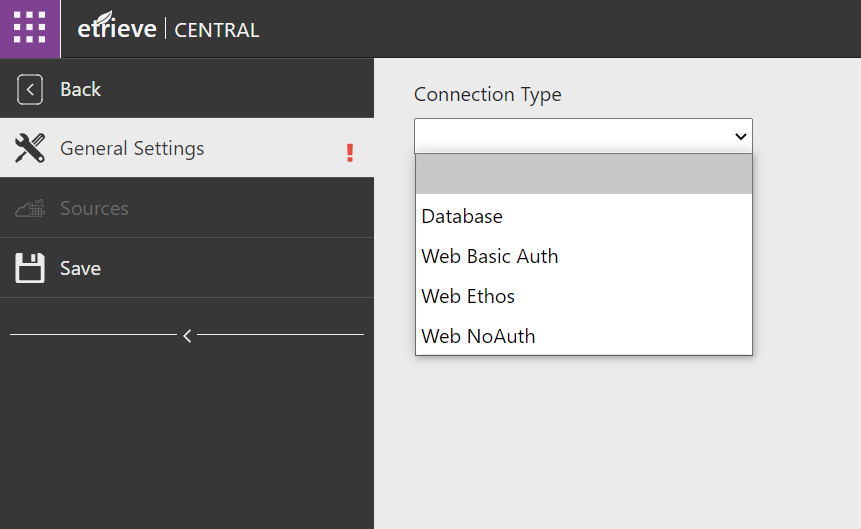 etrieve CENTRAL
Back
Connection Type
General Settings
Sources
Database
Web Basic Auth
Save
Web Ethos
Web NoAuth